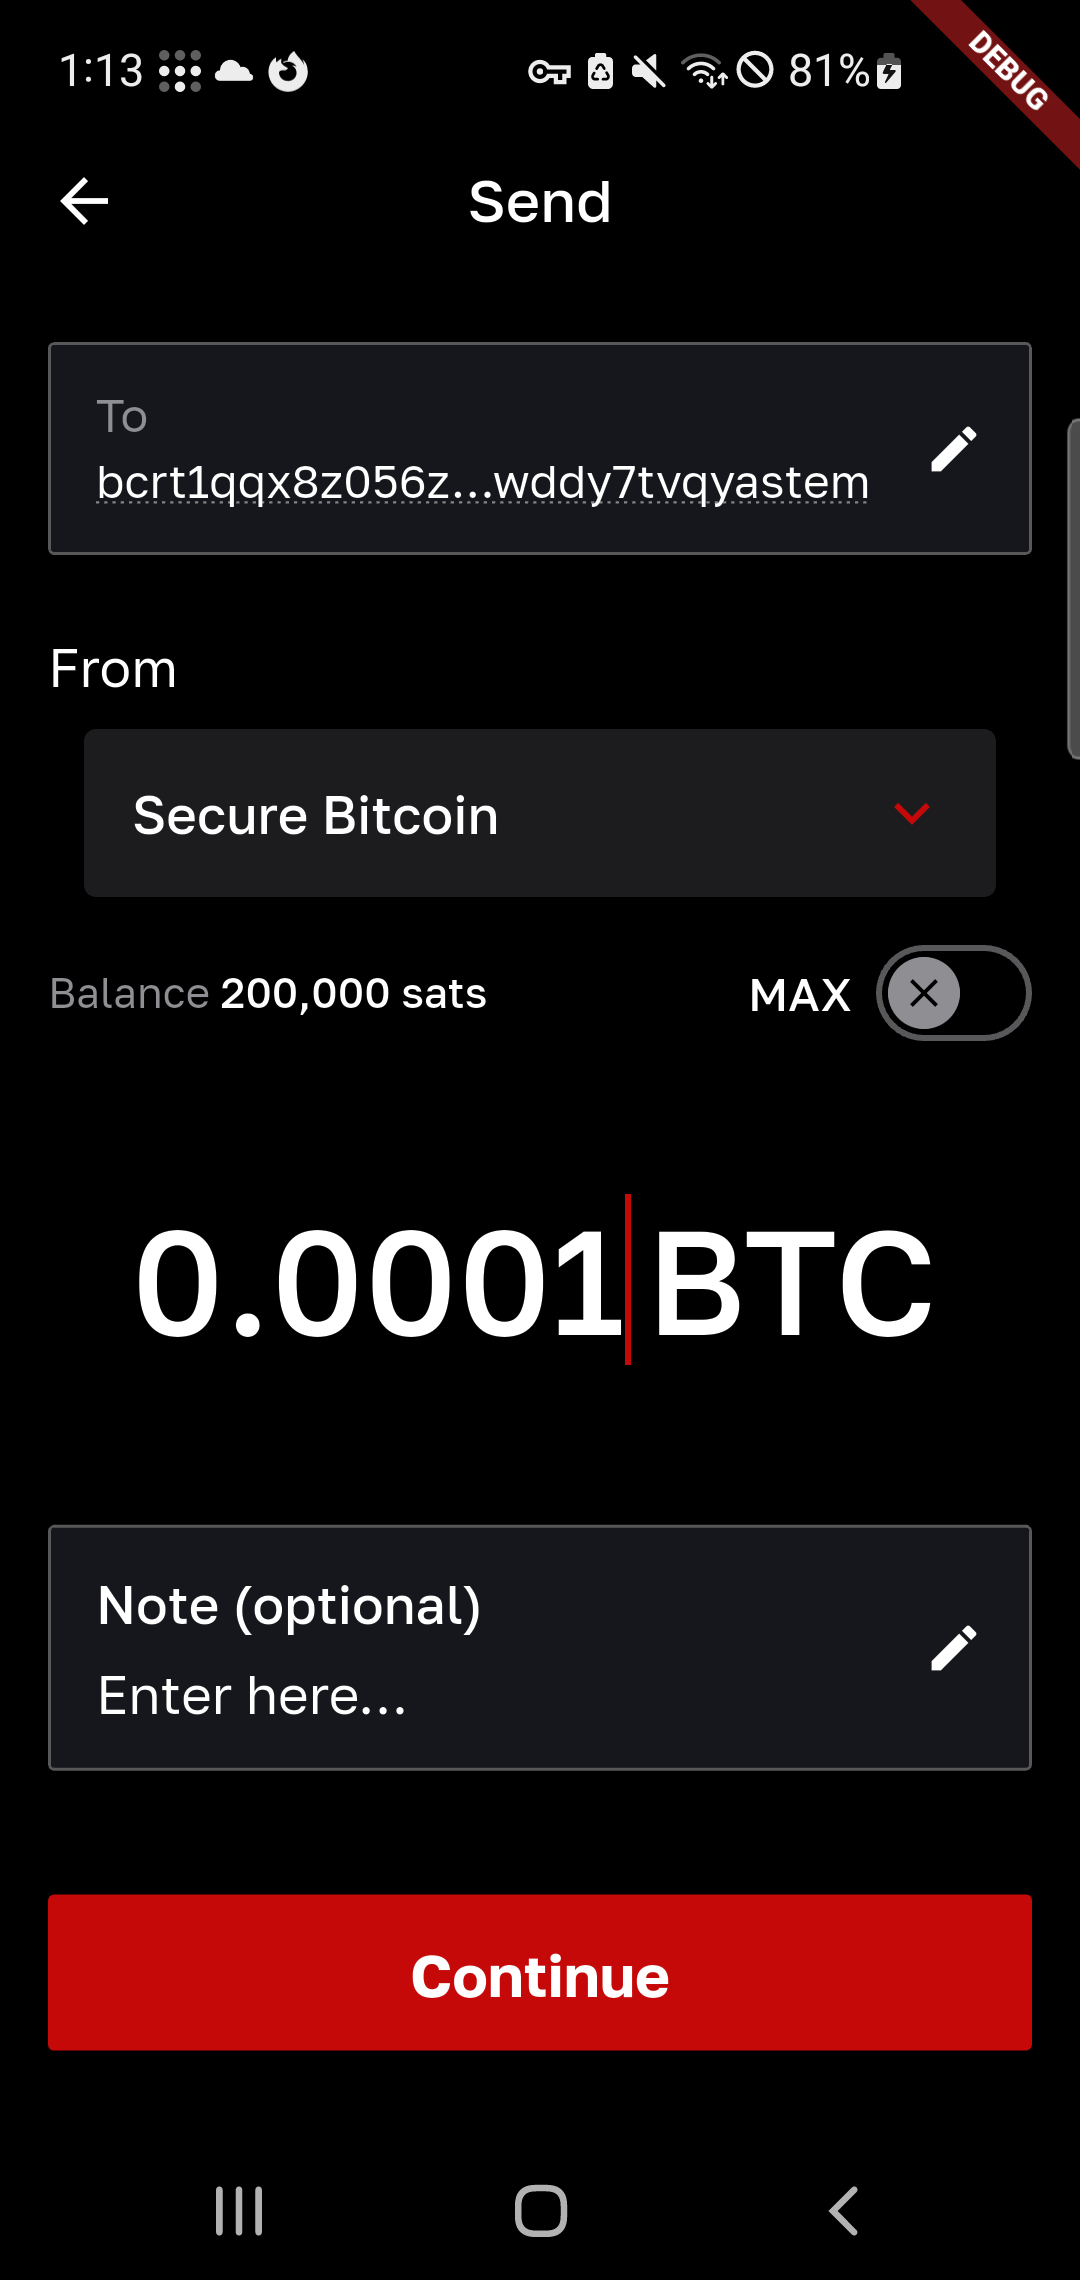 1:13
81%
DEBUG
Send
To
bcrt1qqx8z056z...wddy7tvqyastem
From
Secure Bitcoin
Balance 200,000 sats
MAX
0.0001 BTC
Note (optional)
Enter here...
Continue